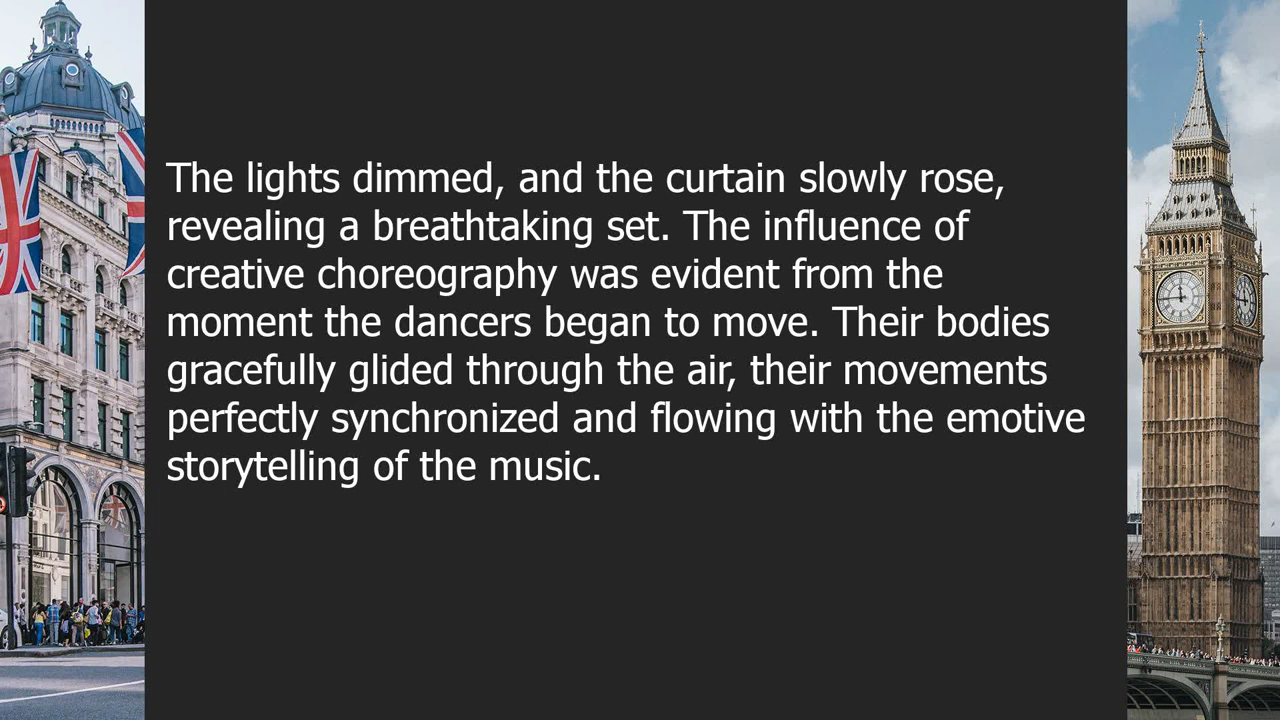 The lights dimmed, and the curtain slowly rose,
revealing a breathtaking set. The influence of
creative choreography was evident from the
moment the dancers began to move. Their bodies
gracefully glided through the air, their movements
perfectly synchronized and flowing with the emotive
storytelling of the music.